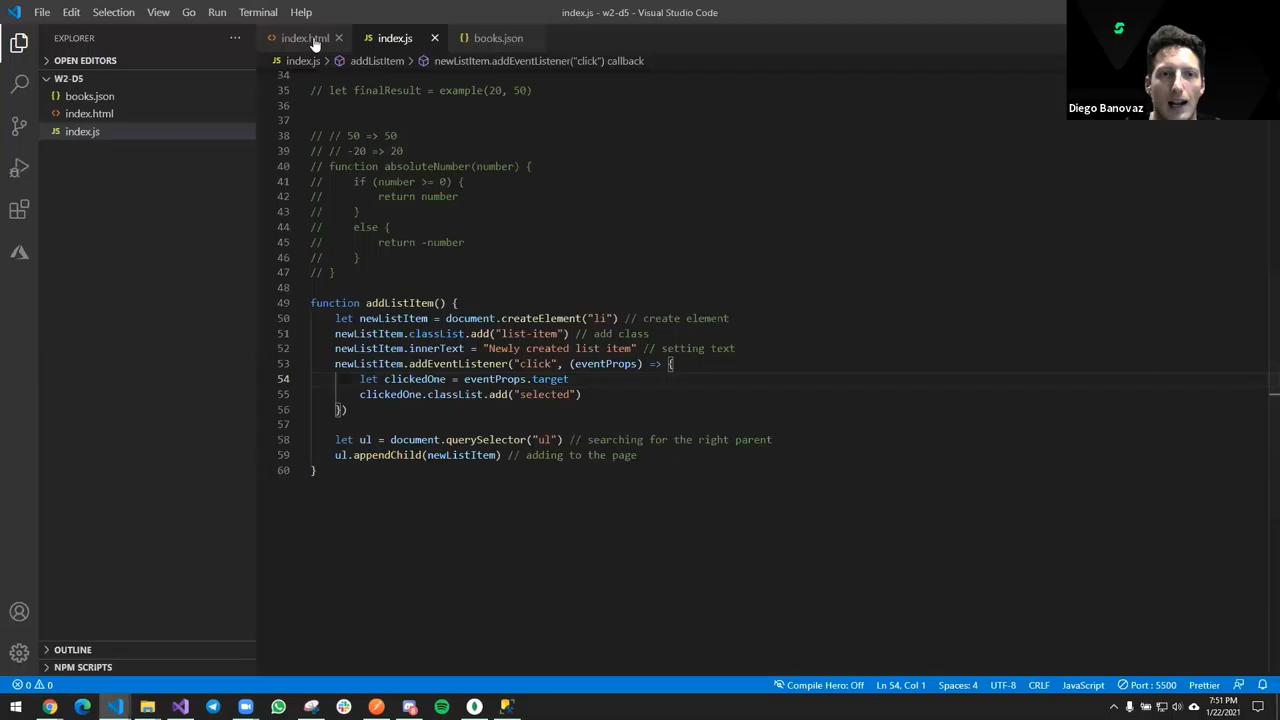 File Edit Selection View Go Run Terminal Help
index.js - w2-d5 - Visual Studio Code
EXPLORER
OPEN EDITORS
W2-D5
books.json
index.html
index.js
OUTLINE
NPM SCRIPTS
index.html
index.js
books.json
index.js > addListItem > newListItem.addEventListener("click") callback
34
35 // let finalResult = example(20, 50)
36
37
38 // // 50 => 50
39 // // -20 => 20
40 // function absoluteNumber(number) {
41 //     if (number >= 0) {
42 //         return number
43 //     }
44 //     else {
45 //         return -number
46 //     }
47 // }
48
49 function addListItem() {
50     let newListItem = document.createElement("li") // create element
51     newListItem.classList.add("list-item") // add class
52     newListItem.innerText = "Newly created list item" // setting text
53     newListItem.addEventListener("click", (eventProps) => {
54         let clickedOne = eventProps.target
55         clickedOne.classList.add("selected")
56     })
57
58     let ul = document.querySelector("ul") // searching for the right parent
59     ul.appendChild(newListItem) // adding to the page
60 }
Diego Banovaz
0 0
Compile Hero: Off
Ln 54, Col 1
Spaces: 4
UTF-8
CRLF
JavaScript
Port : 5500
Prettier
7:51 PM
1/22/2021